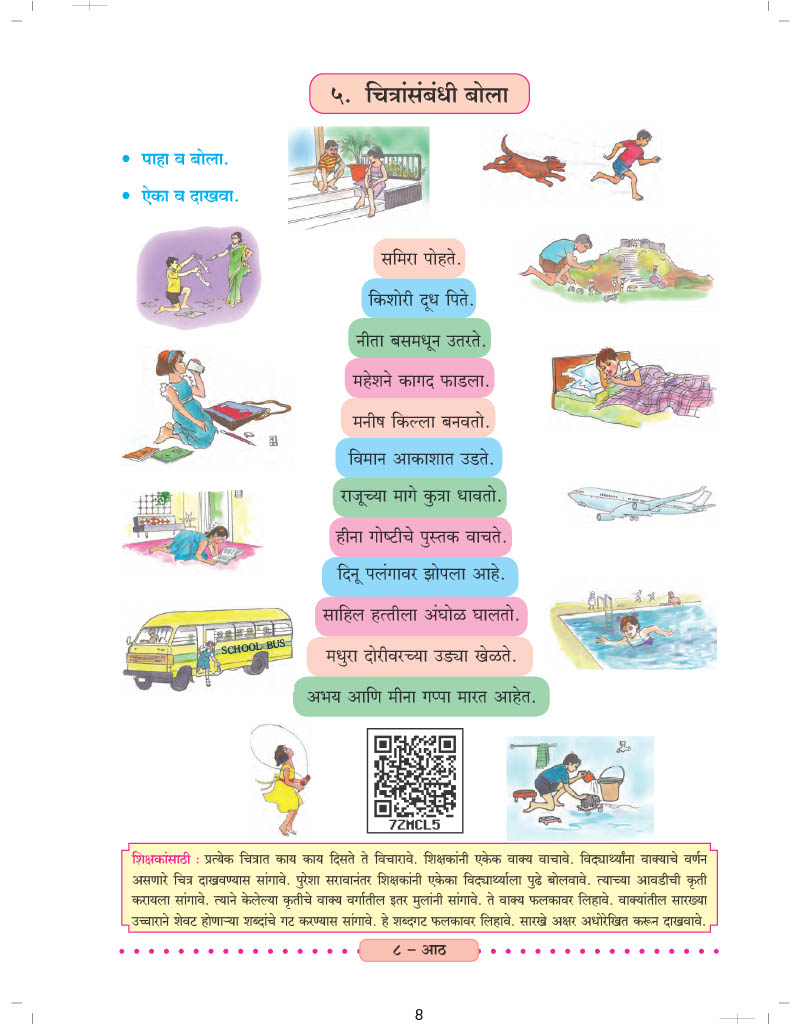 ५. चित्रांसंबंधी बोला
• पाहा व बोला.
• ऐका व दाखवा.
समिरा पोहते.
किशोरी दूध पिते.
नीता बसमधून उतरते.
महेशने कागद फाडला.
मनीष किल्ला बनवतो.
विमान आकाशात उडते.
राजूच्या मागे कुत्रा धावतो.
हीना गोष्टीचे पुस्तक वाचते.
दिनू पलंगावर झोपला आहे.
साहिल हत्तीला अंघोळ घालतो.
SCHOOL BUS
मधुरा दोरीवरच्या उड्या खेळते.
अभय आणि मीना गप्पा मारत आहेत.
7ZMCL5
शिक्षकांसाठी : प्रत्येक चित्रात काय काय दिसते ते विचारावे. शिक्षकांनी एकेक वाक्य वाचावे. विद्यार्थ्यांना वाक्याचे वर्णन
असणारे चित्र दाखवण्यास सांगावे. पुरेशा सरावानंतर शिक्षकांनी एकेका विद्यार्थ्याला पुढे बोलवावे. त्याच्या आवडीची कृती
करायला सांगावे. त्याने केलेल्या कृतीचे वाक्य वर्गातील इतर मुलांनी सांगावे. ते वाक्य फलकावर लिहावे. वाक्यांतील सारख्या
उच्चाराने शेवट होणाऱ्या शब्दांचे गट करण्यास सांगावे. हे शब्दगट फलकावर लिहावे. सारखे अक्षर अधोरेखित करून दाखवावे.
८ – आठ
8